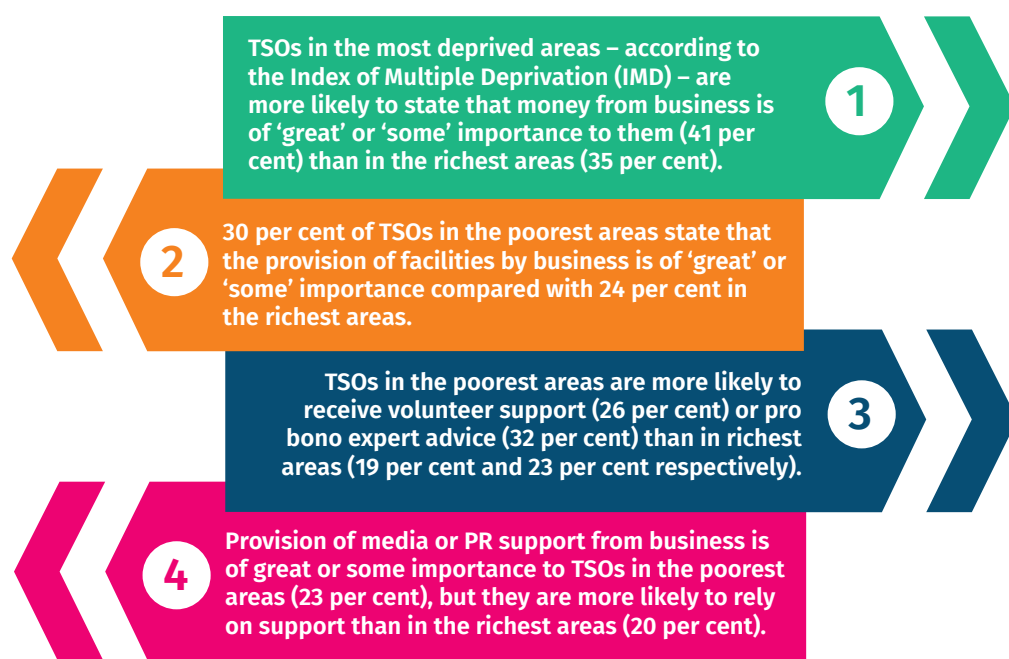 TSOs in the most deprived areas – according to
the Index of Multiple Deprivation (IMD) – are
more likely to state that money from business is
of ‘great’ or ‘some’ importance to them (41 per
cent) than in the richest areas (35 per cent).
1
2
30 per cent of TSOs in the poorest areas state that
the provision of facilities by business is of ‘great’ or
‘some’ importance compared with 24 per cent in
the richest areas.
TSOs in the poorest areas are more likely to
receive volunteer support (26 per cent) or pro
bono expert advice (32 per cent) than in richest
areas (19 per cent and 23 per cent respectively).
3
4
Provision of media or PR support from business is
of great or some importance to TSOs in the poorest
areas (23 per cent), but they are more likely to rely
on support than in the richest areas (20 per cent).